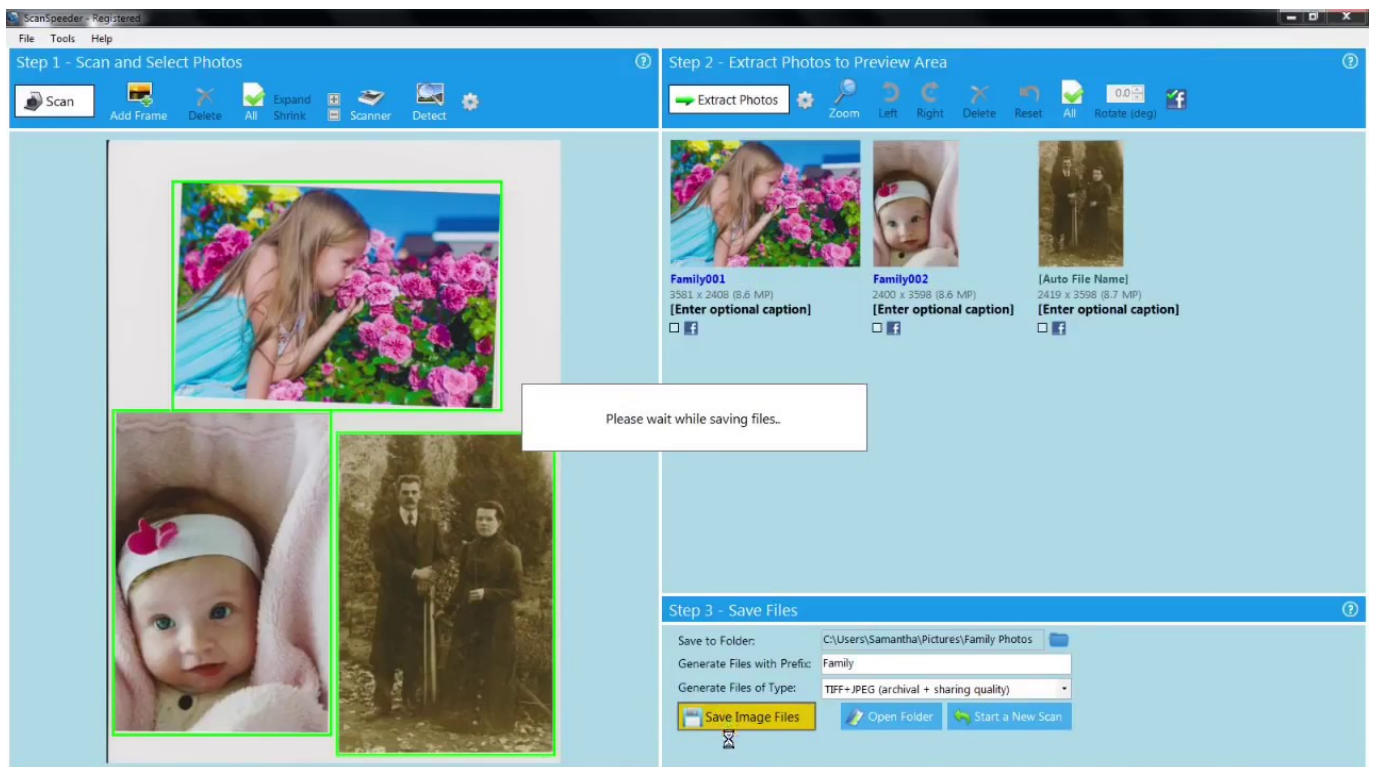 ScanSpeeder - Registered
File Tools Help
Step 1 - Scan and Select Photos
Scan
Add Frame
Delete
All
Expand
Shrink
Scanner
Detect
Step 2 - Extract Photos to Preview Area
Extract Photos
Zoom
Left
Right
Delete
Reset
All
0.0
Rotate (deg)
Family001
3581 x 2408 (8.6 MP)
[Enter optional caption]
Family002
2400 x 3598 (8.6 MP)
[Enter optional caption]
[Auto File Name]
2419 x 3598 (8.7 MP)
[Enter optional caption]
Please wait while saving files..
Step 3 - Save Files
Save to Folder: C:\Users\Samantha\Pictures\Family Photos
Generate Files with Prefix: Family
Generate Files of Type: TIFF+JPEG (archival + sharing quality)
Save Image Files
Open Folder
Start a New Scan